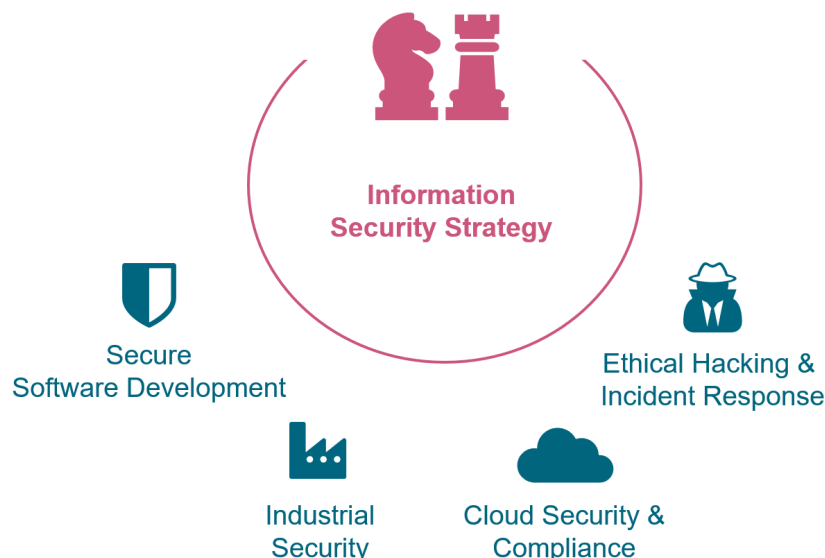 Information
Security Strategy
Secure
Software Development
Ethical Hacking &
Incident Response
Industrial
Security
Cloud Security &
Compliance